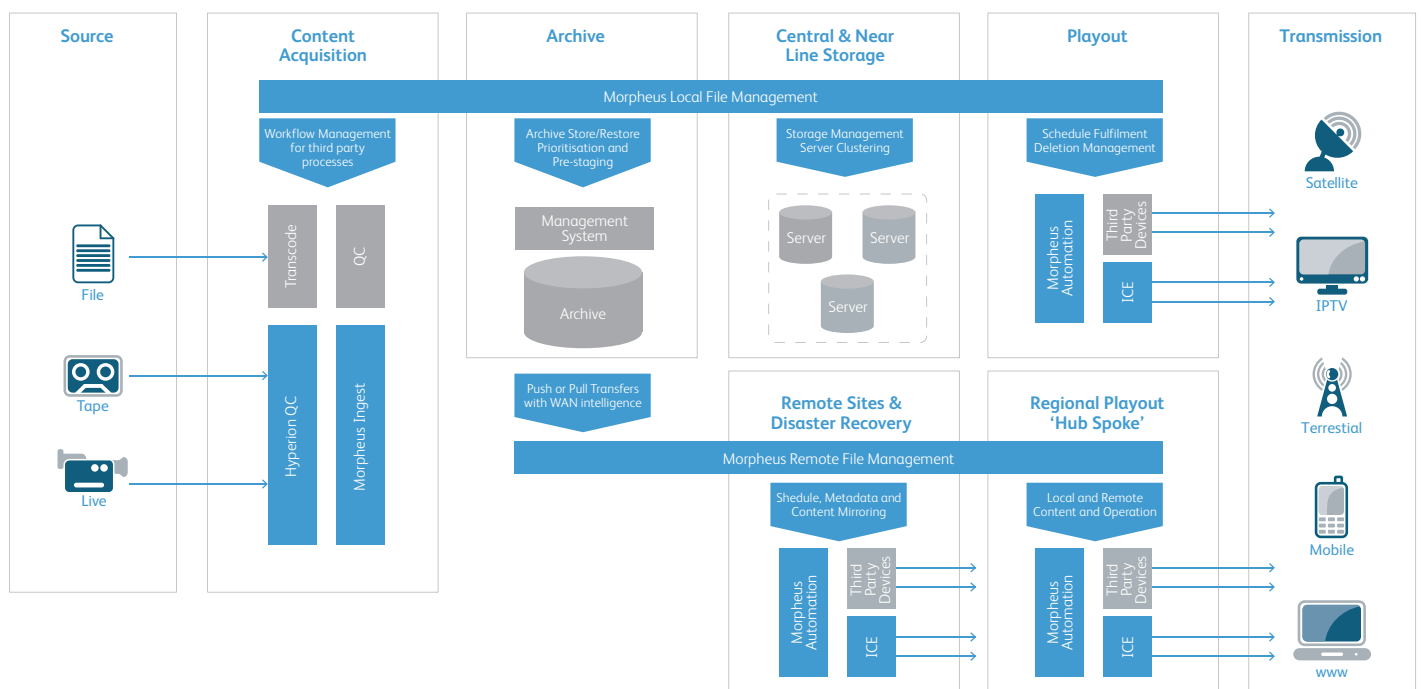 Source
File
Tape
Live
Content
Acquisition
Morpheus Local File Management
Workflow Management
for third party
processes
Transcode
QC
Hyperion QC
Morpheus Ingest
Archive
Archive Store/Restore
Prioritisation and
Pre-staging
Management
System
Archive
Push or Pull Transfers
with WAN intelligence
Central & Near
Line Storage
Storage Management
Server Clustering
Server
Server
Server
Playout
Schedule Fulfilment
Deletion Management
Morpheus
Automation
Third
Party
Devices
ICE
Remote Sites &
Disaster Recovery
Morpheus Remote File Management
Shedule, Metadata and
Content Mirroring
Morpheus
Automation
Third
Party
Devices
ICE
Regional Playout
‘Hub Spoke’
Local and Remote
Content and Operation
Morpheus
Automation
Third
Party
Devices
ICE
Transmission
Satellite
IPTV
Terrestial
Mobile
www